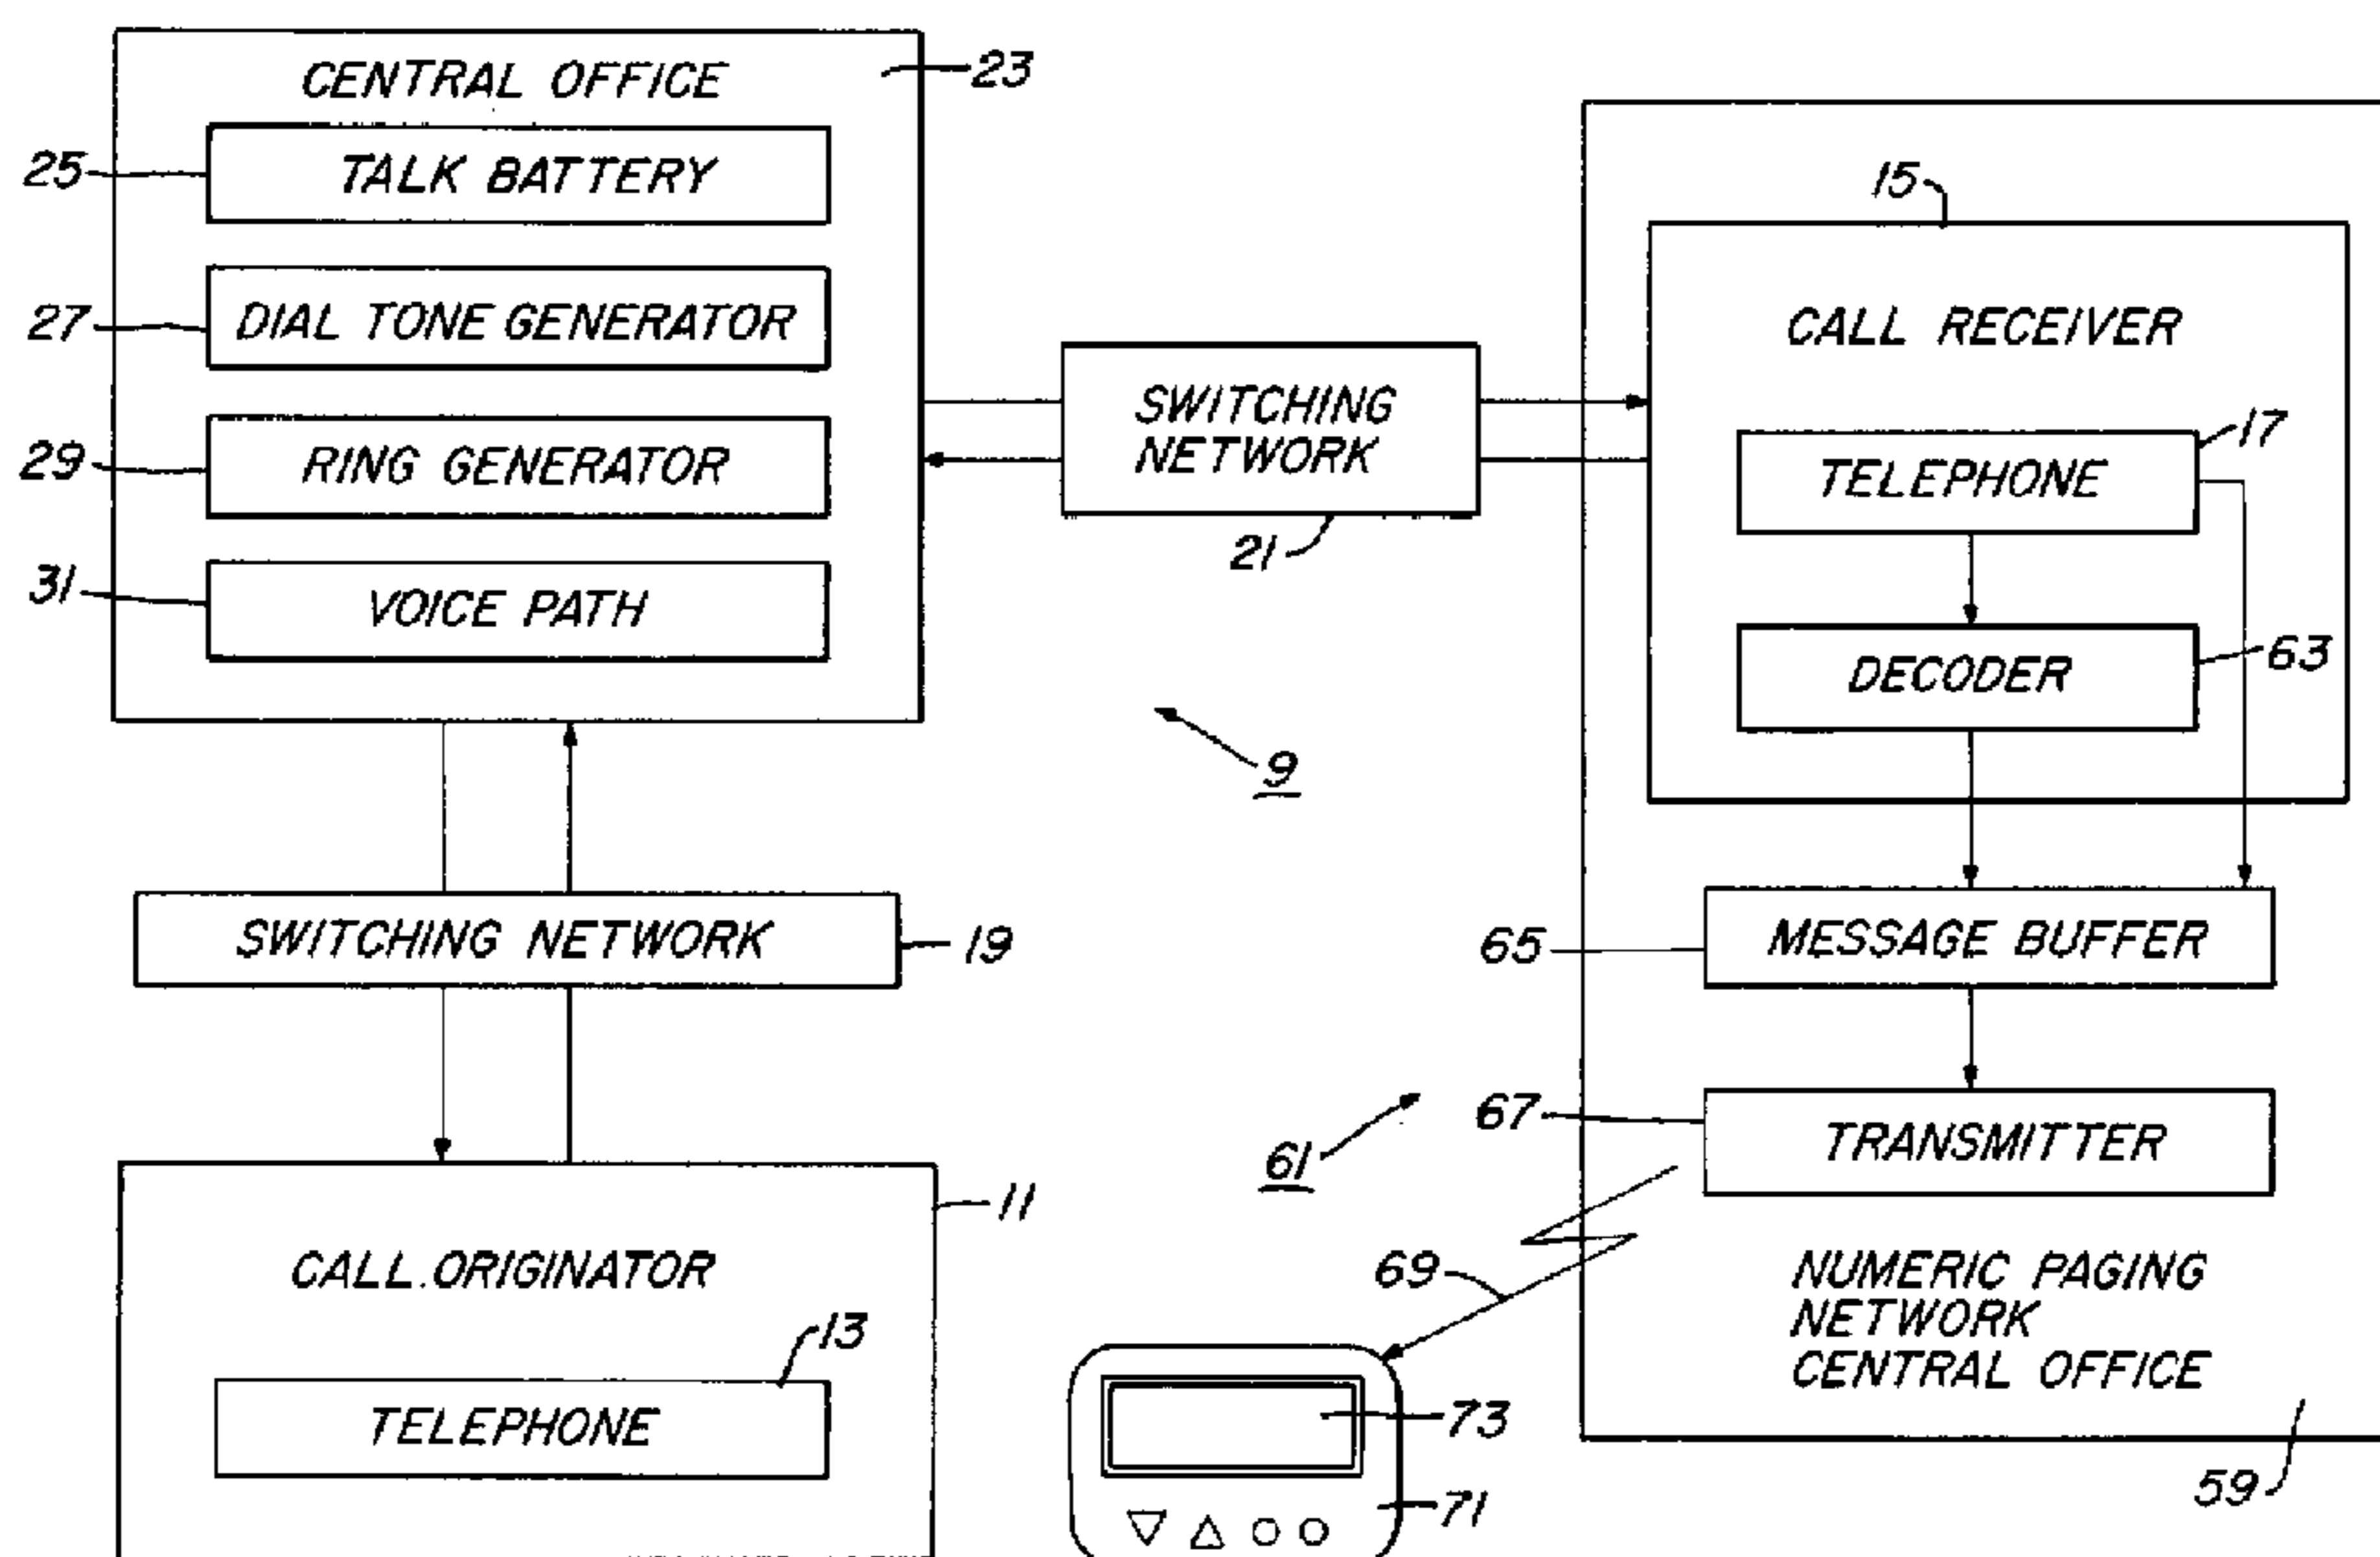 CENTRAL OFFICE
23
25
TALK BATTERY
27
DIAL TONE GENERATOR
29
RING GENERATOR
31
VOICE PATH
SWITCHING
NETWORK
21
15
CALL RECEIVER
17
TELEPHONE
DECODER
63
9
SWITCHING NETWORK
19
65
MESSAGE BUFFER
67
TRANSMITTER
61
69
NUMERIC PAGING
NETWORK
CENTRAL OFFICE
59
11
CALL.ORIGINATOR
13
TELEPHONE
73
71